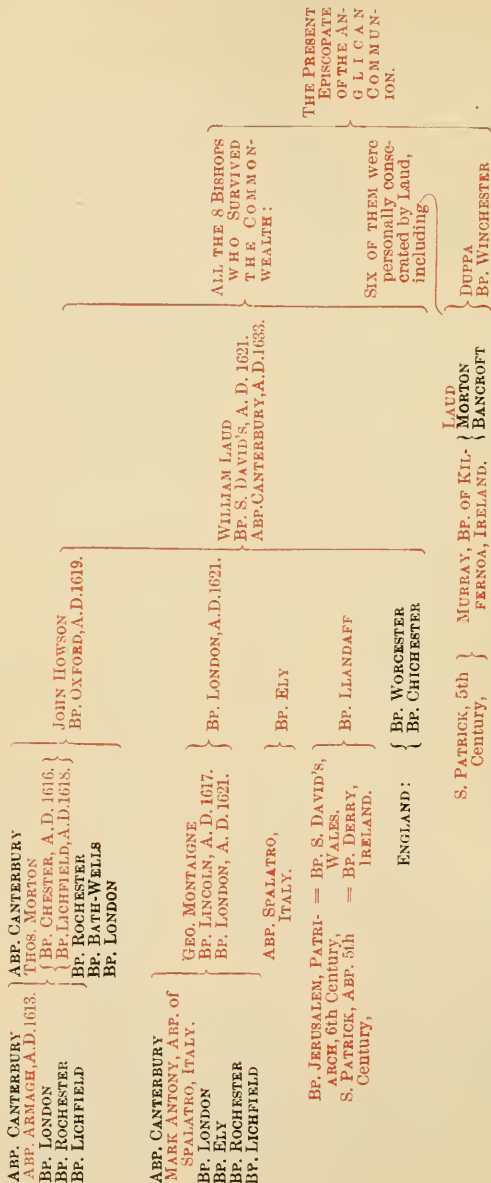 ABP. CANTERBURY
ABP. ARMAGH, A.D. 1613.
BP. LONDON
BP. ROCHESTER
BP. LICHFIELD
ABP. CANTERBURY
THOS. MORTON
BP. CHESTER, A.D. 1616.
BP. LICHFIELD, A.D. 1618.
BP. ROCHESTER
BP. BATH-WELLS
BP. LONDON
JOHN HOWSON
BP. OXFORD, A.D. 1619.
ABP. CANTERBURY
MARK ANTONY, ABP. of
SPALATRO, ITALY.
BP. LONDON
BP. ELY
BP. ROCHESTER
BP. LICHFIELD
GEO. MONTAIGNE
BP. LINCOLN, A. D. 1617.
BP. LONDON, A. D. 1621.
BP. LONDON, A.D. 1621.
ABP. SPALATRO,
ITALY.
BP. ELY
BP. JERUSALEM, PATRI-
ARCH, 6th Century,
= BP. S. DAVID'S,
WALES.
S. PATRICK, ABP. 5th
Century,
= BP. DERRY,
IRELAND.
BP. LLANDAFF
ENGLAND:
BP. WORCESTER
BP. CHICHESTER
WILLIAM LAUD
BP. S. DAVID'S, A. D. 1621.
ABP. CANTERBURY, A.D. 1633.
S. PATRICK, 5th
Century,
MURRAY, BP. OF KIL-
FERNOA, IRELAND.
LAUD
MORTON
BANCROFT
ALL THE 8 BISHOPS
WHO SURVIVED
THE COMMON-
WEALTH:
SIX OF THEM were
personally conse-
crated by Laud,
including
DUPPA
BP. WINCHESTER
THE PRESENT
EPISCOPATE
OF THE AN-
GLICAN
COMMUN-
ION.